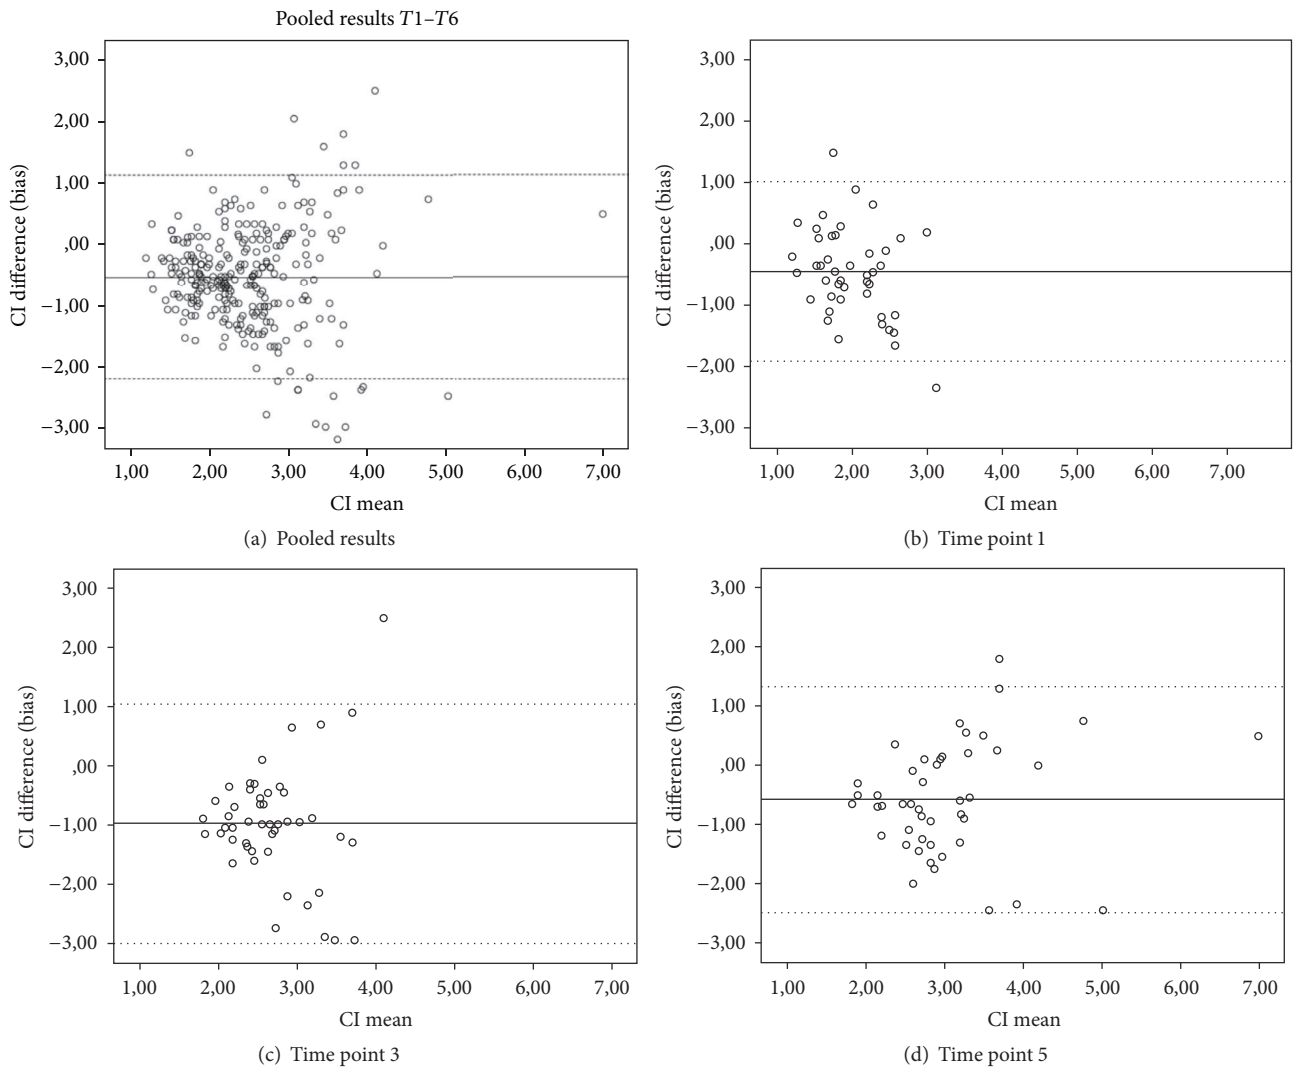 Pooled results T1–T6
3,00
2,00
1,00
,00
−1,00
−2,00
−3,00
CI difference (bias)
1,00 2,00 3,00 4,00 5,00 6,00 7,00
CI mean
(a) Pooled results
3,00
2,00
1,00
,00
−1,00
−2,00
−3,00
CI difference (bias)
1,00 2,00 3,00 4,00 5,00 6,00 7,00
CI mean
(b) Time point 1
3,00
2,00
1,00
,00
−1,00
−2,00
−3,00
CI difference (bias)
1,00 2,00 3,00 4,00 5,00 6,00 7,00
CI mean
(c) Time point 3
3,00
2,00
1,00
,00
−1,00
−2,00
−3,00
CI difference (bias)
1,00 2,00 3,00 4,00 5,00 6,00 7,00
CI mean
(d) Time point 5